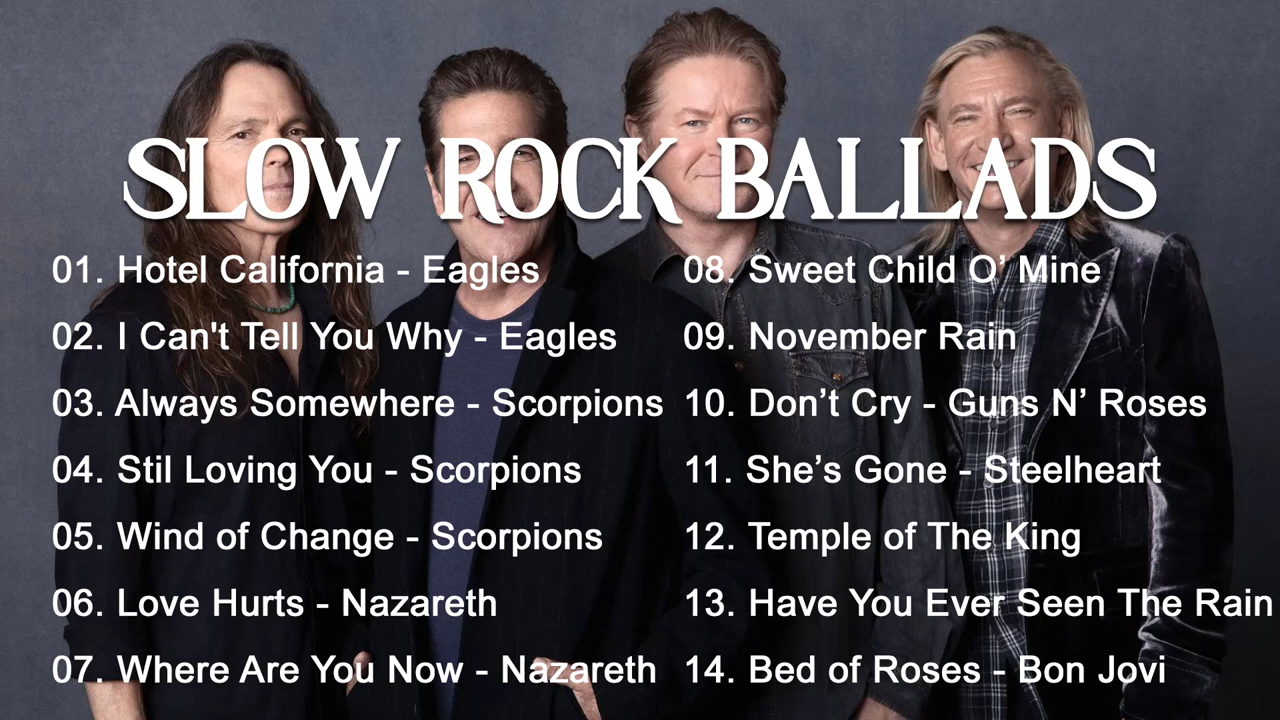 SLOW ROCK BALLADS
01. Hotel California - Eagles
02. I Can't Tell You Why - Eagles
03. Always Somewhere - Scorpions
04. Stil Loving You - Scorpions
05. Wind of Change - Scorpions
06. Love Hurts - Nazareth
07. Where Are You Now - Nazareth
08. Sweet Child O’ Mine
09. November Rain
10. Don’t Cry - Guns N’ Roses
11. She’s Gone - Steelheart
12. Temple of The King
13. Have You Ever Seen The Rain
14. Bed of Roses - Bon Jovi